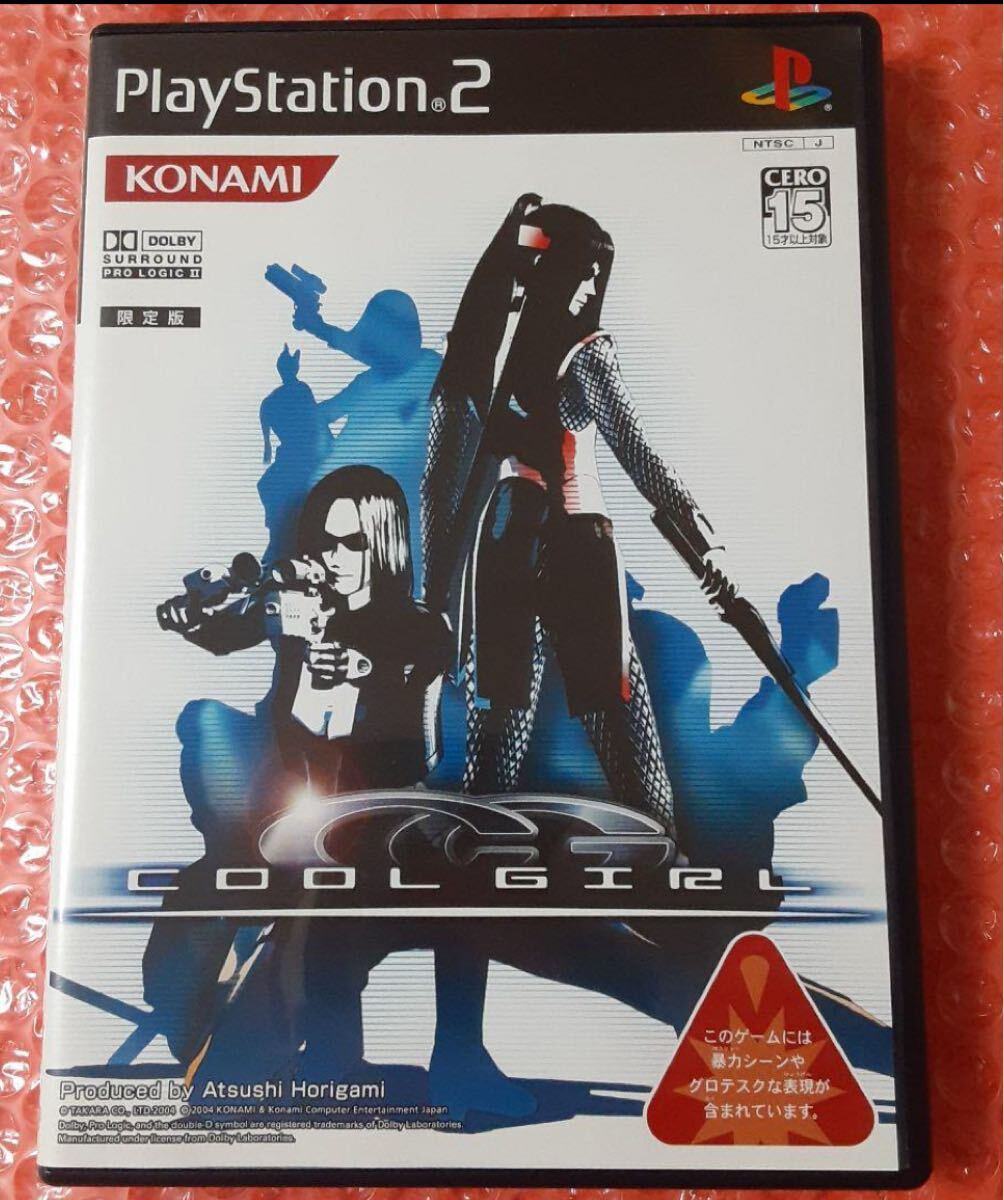 PlayStation®2
NTSC J
KONAMI
CERO
15
15才以上対象
DOLBY
SURROUND
PRO LOGIC II
限定版
COOL GIRL
このゲームには
暴力シーンや
グロテスクな表現が
含まれています。
Produced by Atsushi Horigami
© TAKARA CO., LTD.2004 © 2004 KONAMI & Konami Computer Entertainment Japan
Dolby, Pro Logic, and the double-D symbol are registered trademarks of Dolby Laboratories.
Manufactured under license from Dolby Laboratories.